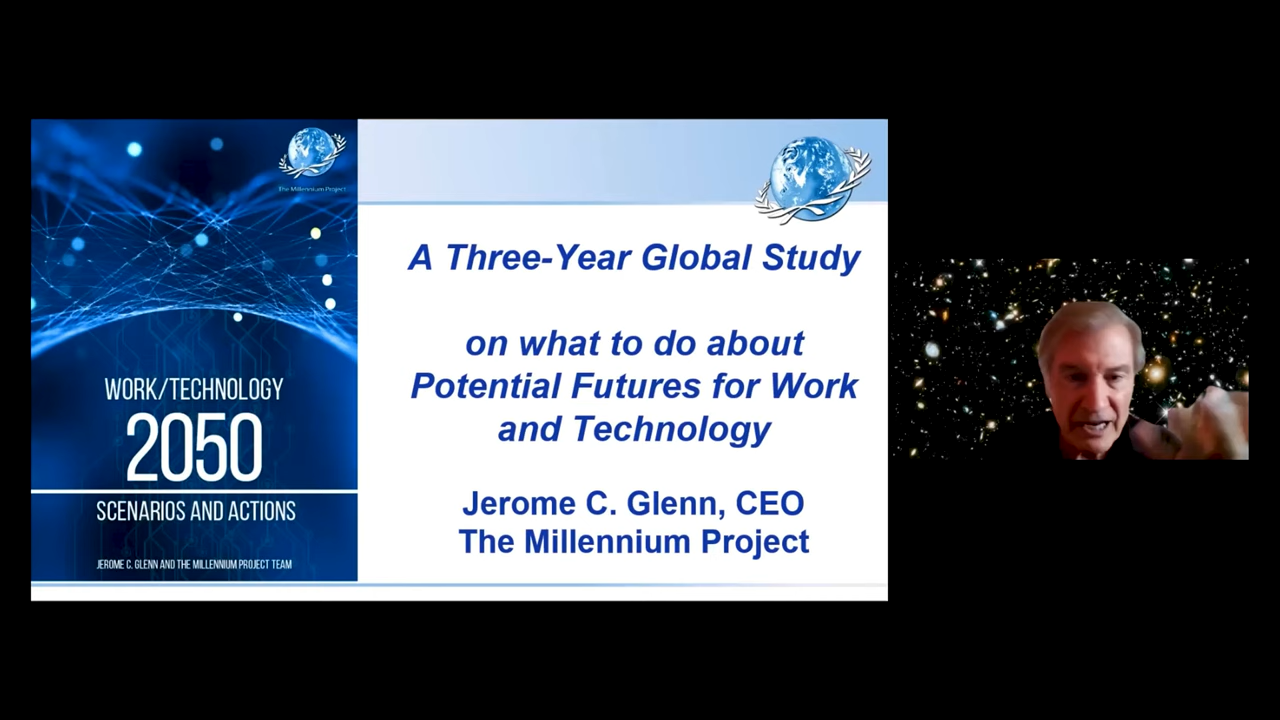 The Millennium Project
WORK/TECHNOLOGY
2050
SCENARIOS AND ACTIONS
JEROME C. GLENN AND THE MILLENNIUM PROJECT TEAM
A Three-Year Global Study
on what to do about
Potential Futures for Work
and Technology
Jerome C. Glenn, CEO
The Millennium Project